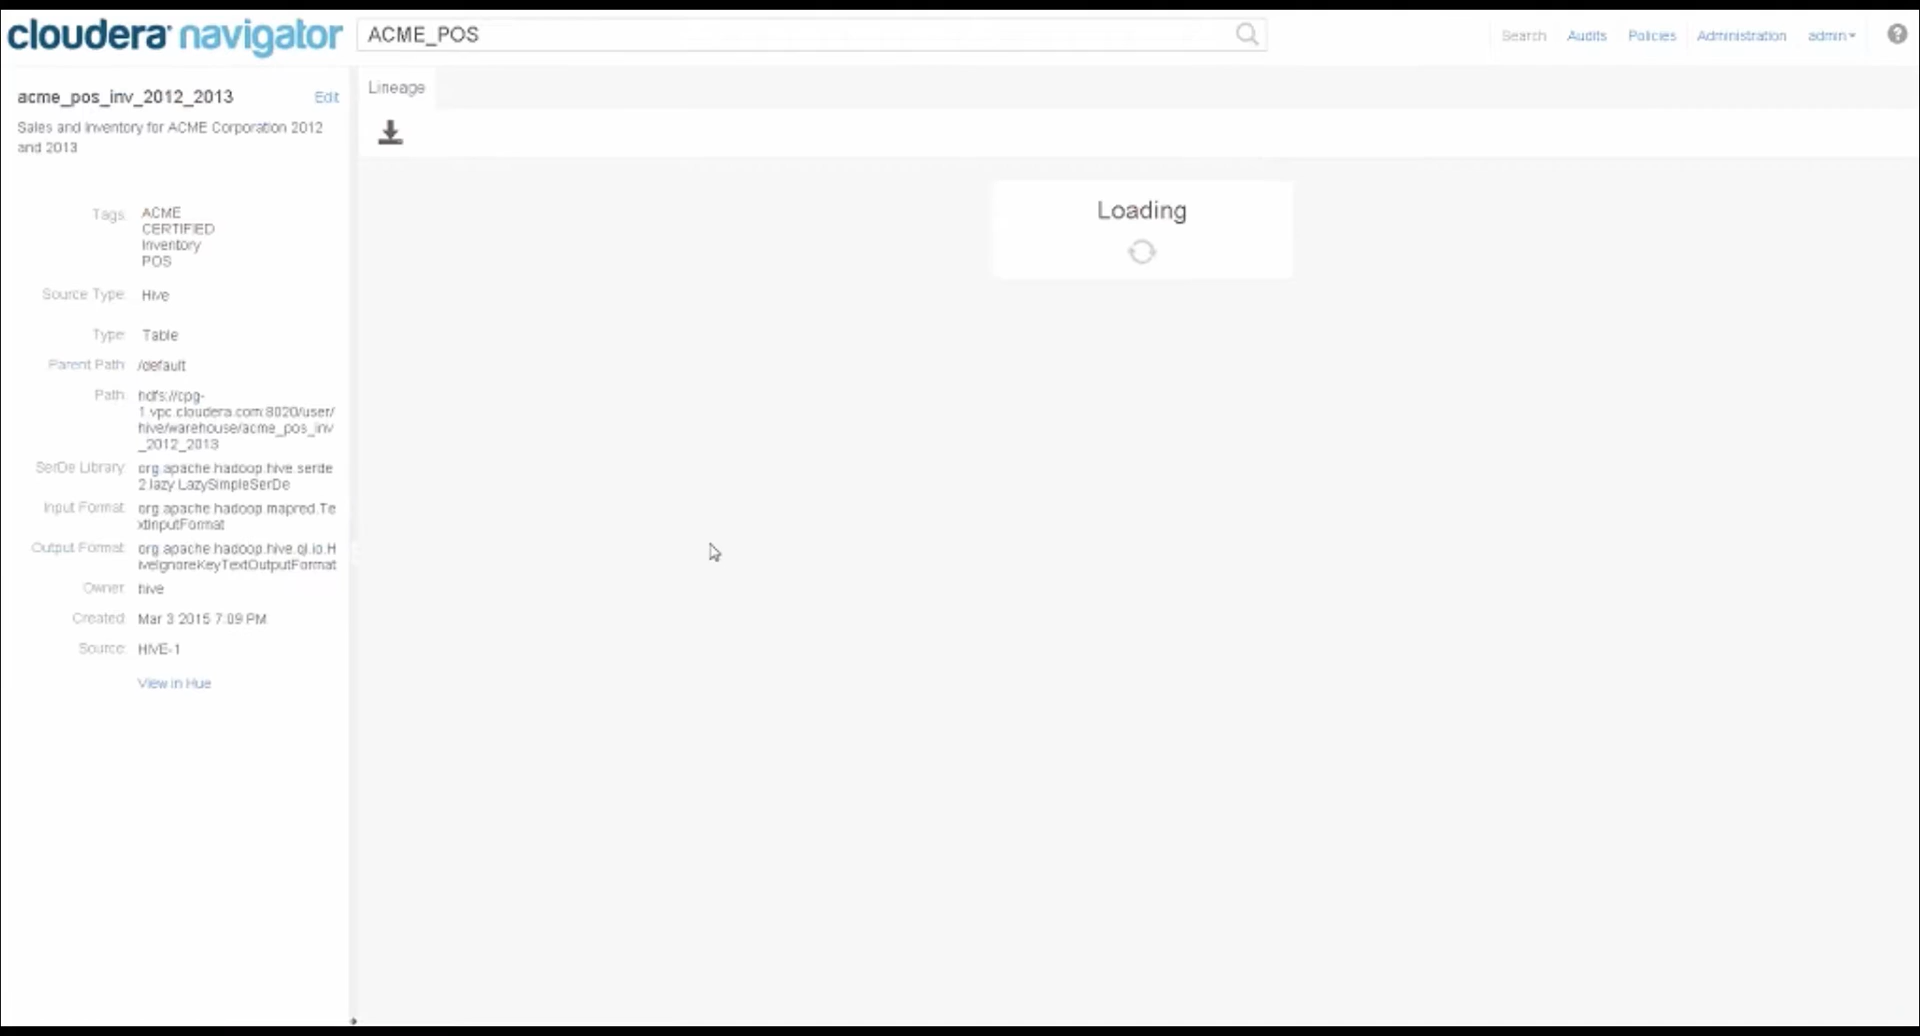 cloudera navigator
ACME_POS
Search Audits Policies Administration admin
?
acme_pos_inv_2012_2013 Edit
Sales and Inventory for ACME Corporation 2012
and 2013
Tags: ACME
CERTIFIED
Inventory
POS
Source Type: Hive
Type: Table
Parent Path: /default
Path: hdfs://cpg-
1.vpc.cloudera.com:8020/user/
hive/warehouse/acme_pos_inv
_2012_2013
SerDe Library: org.apache.hadoop.hive.serde
2.lazy.LazySimpleSerDe
Input Format: org.apache.hadoop.mapred.Te
xtInputFormat
Output Format: org.apache.hadoop.hive.ql.io.H
iveIgnoreKeyTextOutputFormat
Owner: hive
Created: Mar 3 2015 7:09 PM
Source: HIVE-1
View in Hue
Lineage
Loading